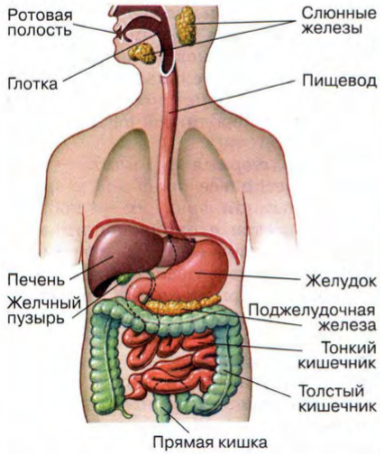 Ротовая
полость
Слюнные
железы
Глотка
Пищевод
Печень
Желчный
пузырь
Желудок
Поджелудочная
железа
Тонкий
кишечник
Толстый
кишечник
Прямая кишка